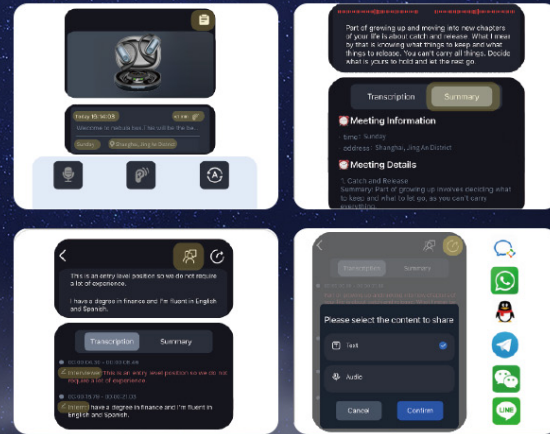 Today 15:14:03
Sunday
Shanghai, Jing An District
Part of growing up and moving into new chapters
of your life is about catch and release. What I mean
by that is knowing what things to keep and what
things to release. You can't carry all things. Decide
what is yours to hold and let the rest go.
Transcription
Summary
Meeting Information
time: Sunday
address: Shanghai, Jing An District
Meeting Details
1. Catch and Release
Summary: Part of growing up involves deciding what
to keep and what to let go, as you can't carry
everything.
This is an entry level position so we do not require
a lot of experience.
I have a degree in finance and I'm fluent in English
and Spanish.
Transcription
Summary
Interviewer: This is an entry level position so we do not
require a lot of experience
Intern: I have a degree in finance and I'm fluent in
English and Spanish.
Transcription
Summary
Please select the content to share
Text
Audio
Cancel
Confirm
LINE